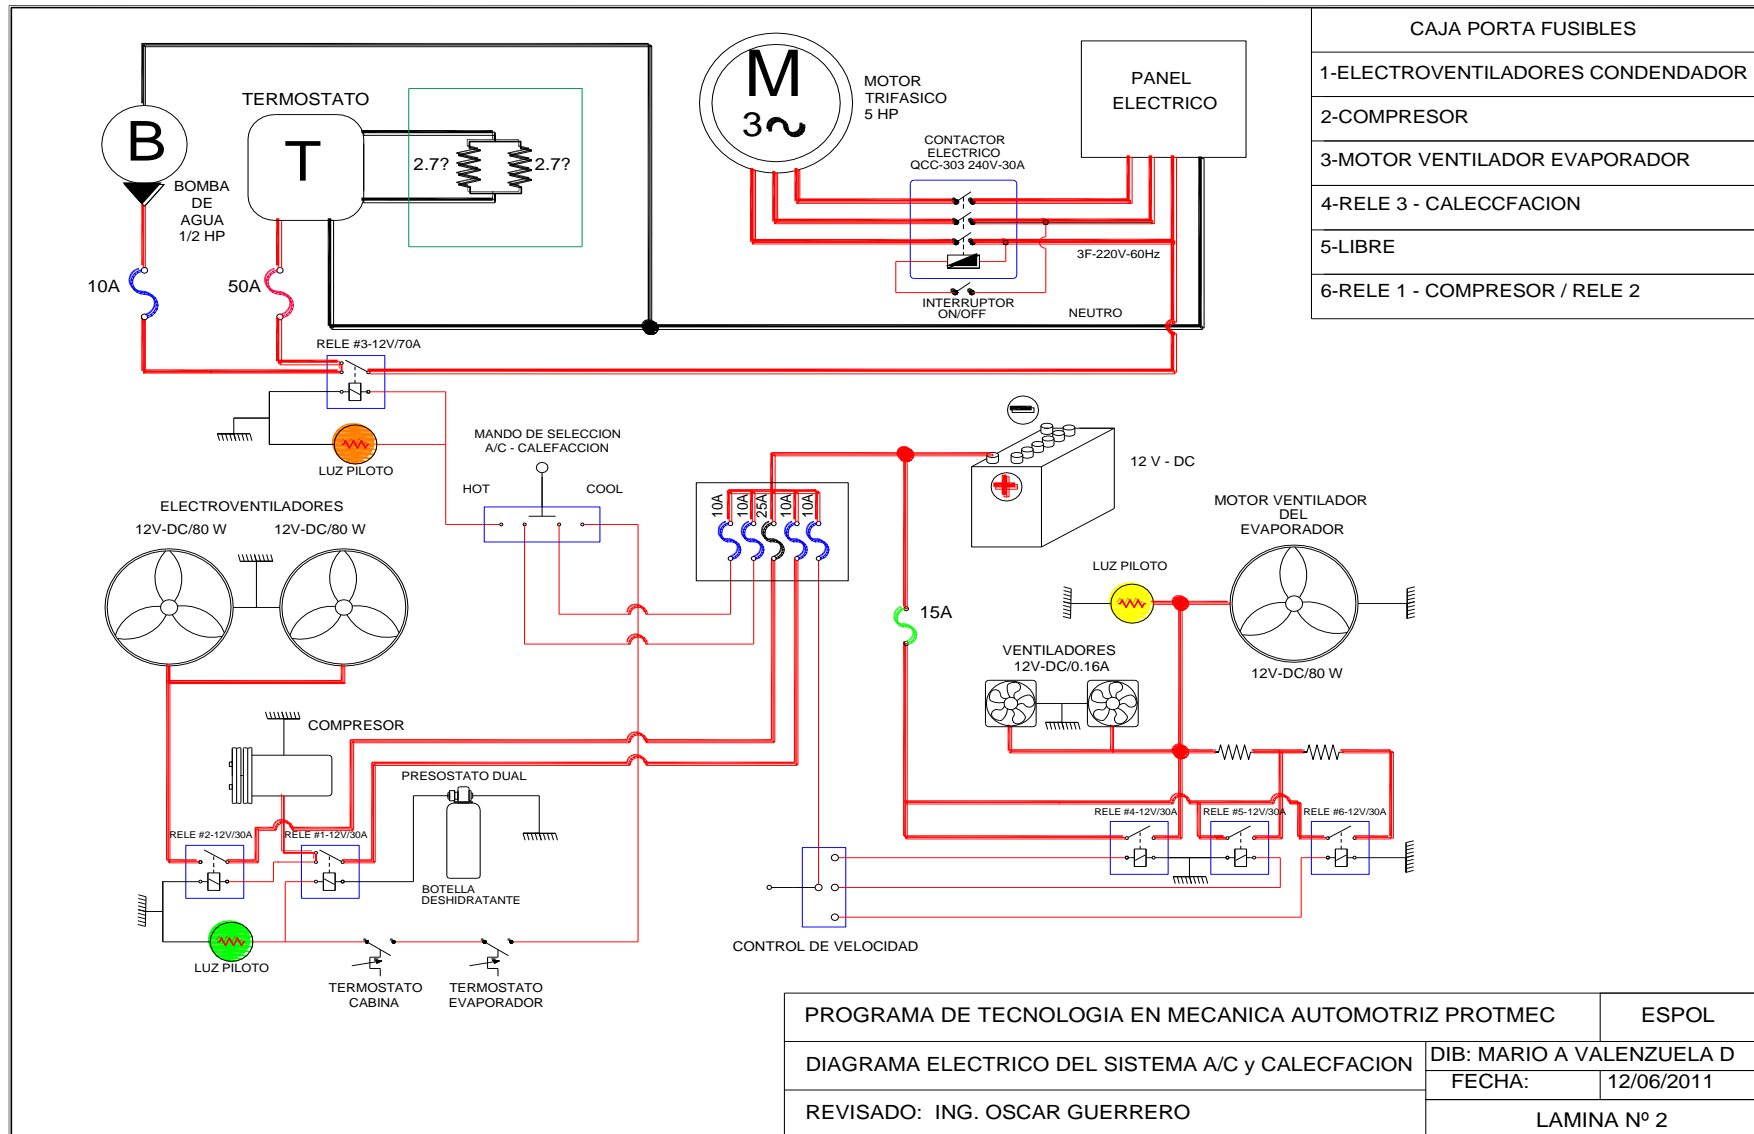 CAJA PORTA FUSIBLES
1-ELECTROVENTILADORES CONDENDADOR
2-COMPRESOR
3-MOTOR VENTILADOR EVAPORADOR
4-RELE 3 - CALECCFACION
5-LIBRE
6-RELE 1 - COMPRESOR / RELE 2
M
3
MOTOR
TRIFASICO
5 HP
PANEL
ELECTRICO
CONTACTOR
ELECTRICO
QCC-303 240V-30A
3F-220V-60Hz
INTERRUPTOR
ON/OFF
NEUTRO
TERMOSTATO
T
2.7?
2.7?
B
BOMBA
DE
AGUA
1/2 HP
10A
50A
RELE #3-12V/70A
LUZ PILOTO
MANDO DE SELECCION
A/C - CALEFACCION
HOT
COOL
10A
10A
25A
10A
10A
12 V - DC
ELECTROVENTILADORES
12V-DC/80 W
12V-DC/80 W
MOTOR VENTILADOR
DEL
EVAPORADOR
LUZ PILOTO
12V-DC/80 W
15A
VENTILADORES
12V-DC/0.16A
COMPRESOR
PRESOSTATO DUAL
RELE #2-12V/30A
RELE #1-12V/30A
BOTELLA
DESHIDRATANTE
RELE #4-12V/30A
RELE #5-12V/30A
RELE #6-12V/30A
CONTROL DE VELOCIDAD
LUZ PILOTO
TERMOSTATO
CABINA
TERMOSTATO
EVAPORADOR
PROGRAMA DE TECNOLOGIA EN MECANICA AUTOMOTRIZ PROTMEC
ESPOL
DIAGRAMA ELECTRICO DEL SISTEMA A/C y CALECFACION
DIB: MARIO A VALENZUELA D
FECHA:
12/06/2011
REVISADO: ING. OSCAR GUERRERO
LAMINA Nº 2